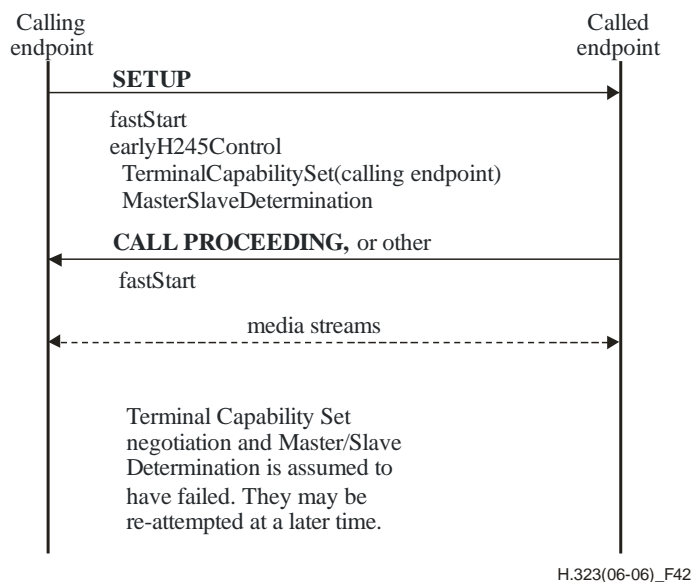 Calling
endpoint
Called
endpoint
SETUP
fastStart
earlyH245Control
TerminalCapabilitySet(calling endpoint)
MasterSlaveDetermination
CALL PROCEEDING, or other
fastStart
media streams
Terminal Capability Set
negotiation and Master/Slave
Determination is assumed to
have failed. They may be
re-attempted at a later time.
H.323(06-06)_F42